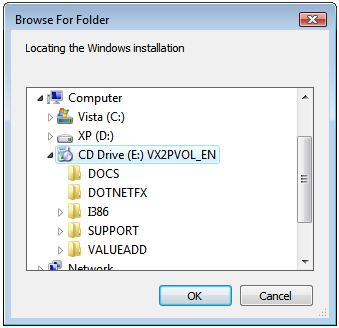 Browse For Folder
Locating the Windows installation
Computer
Vista (C:)
XP (D:)
CD Drive (E:) VX2PVOL_EN
DOCS
DOTNETFX
I386
SUPPORT
VALUEADD
Network
OK
Cancel